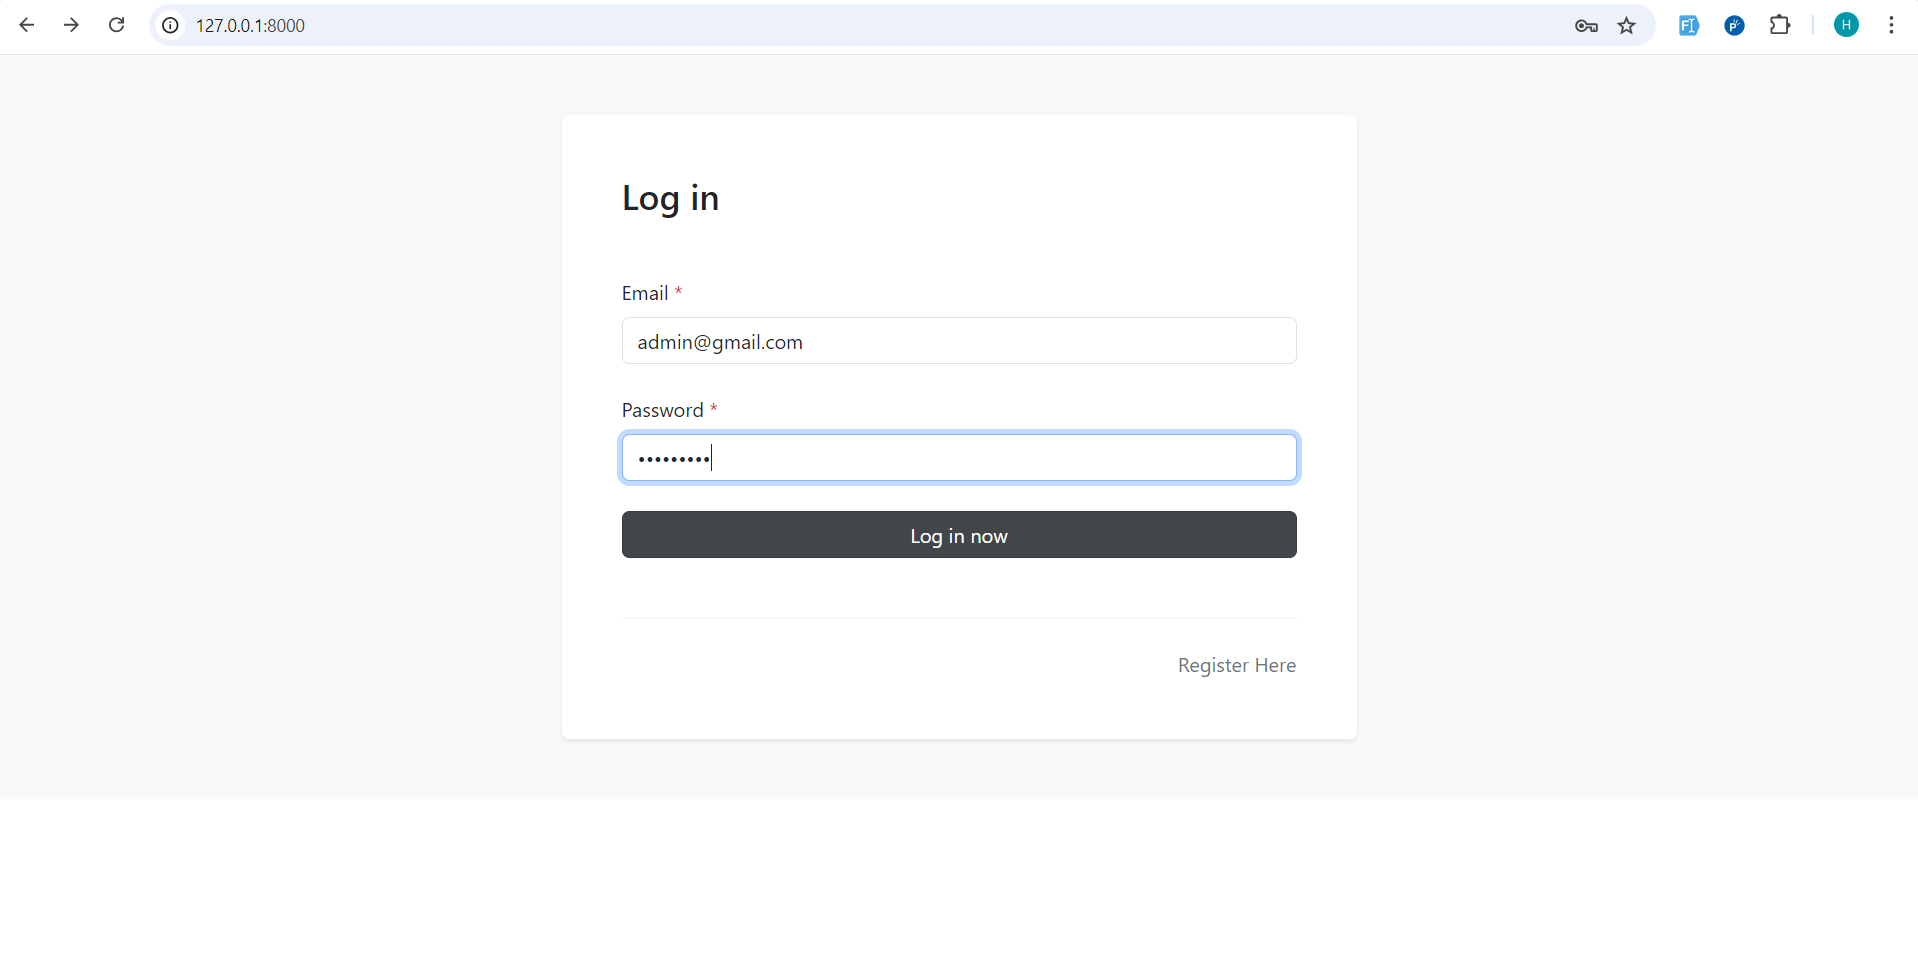 127.0.0.1:8000
H
Log in
Email *
admin@gmail.com
Password *
•••••••••
Log in now
Register Here